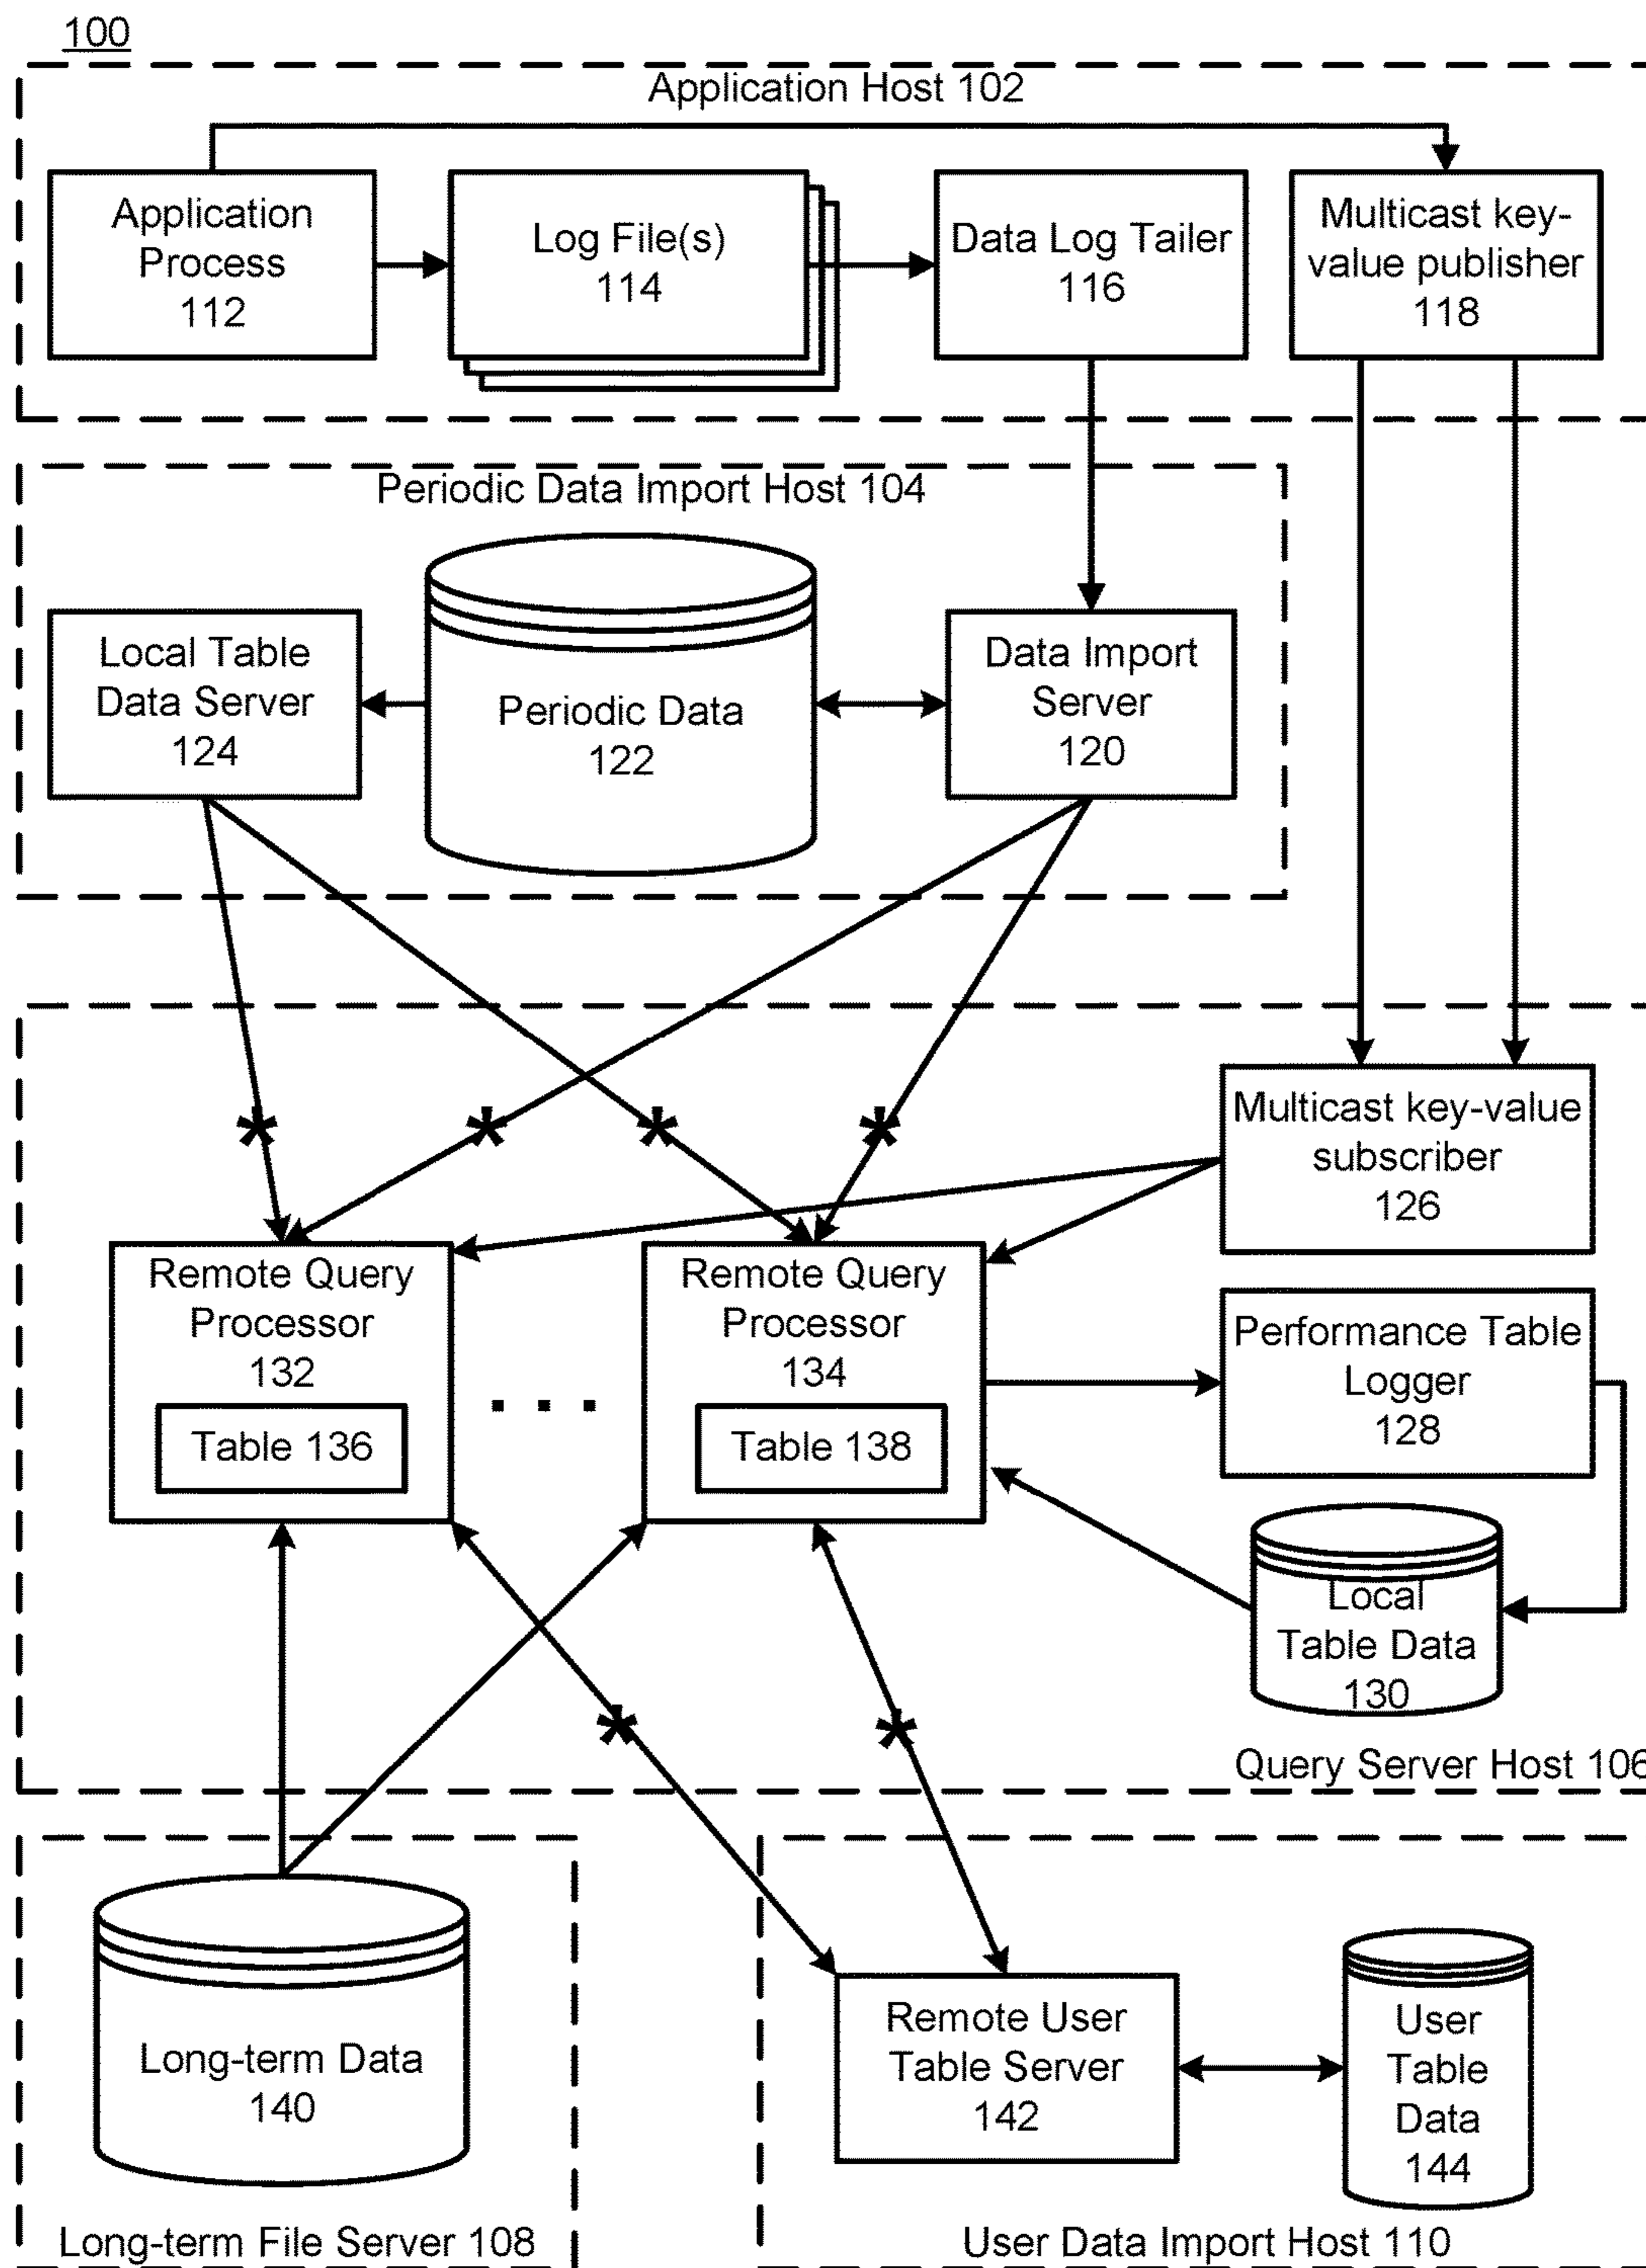 100
Application Host 102
Application
Process
112
Log File(s)
114
Data Log Tailer
116
Multicast key-
value publisher
118
Periodic Data Import Host 104
Local Table
Data Server
124
Periodic Data
122
Data Import
Server
120
*
*
*
*
Multicast key-value
subscriber
126
Remote Query
Processor
132
Table 136
. . .
Remote Query
Processor
134
Table 138
Performance Table
Logger
128
Local
Table Data
130
*
*
Query Server Host 106
Long-term Data
140
Long-term File Server 108
Remote User
Table Server
142
User
Table
Data
144
User Data Import Host 110